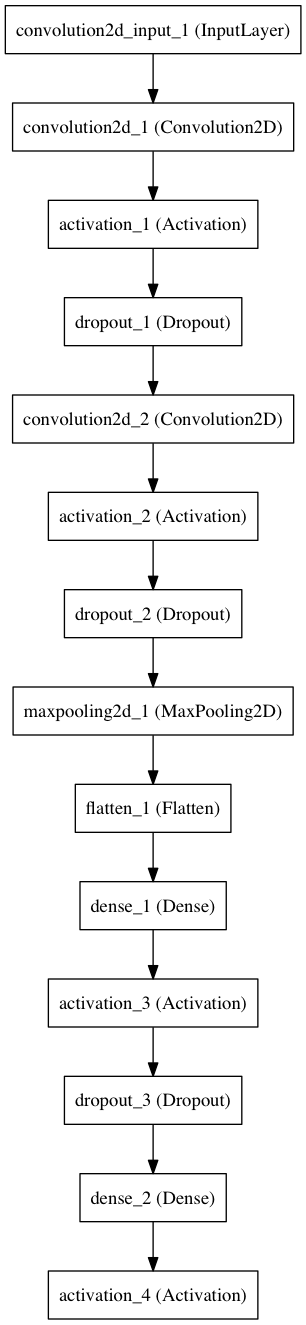 convolution2d_input_1 (InputLayer)
convolution2d_1 (Convolution2D)
activation_1 (Activation)
dropout_1 (Dropout)
convolution2d_2 (Convolution2D)
activation_2 (Activation)
dropout_2 (Dropout)
maxpooling2d_1 (MaxPooling2D)
flatten_1 (Flatten)
dense_1 (Dense)
activation_3 (Activation)
dropout_3 (Dropout)
dense_2 (Dense)
activation_4 (Activation)